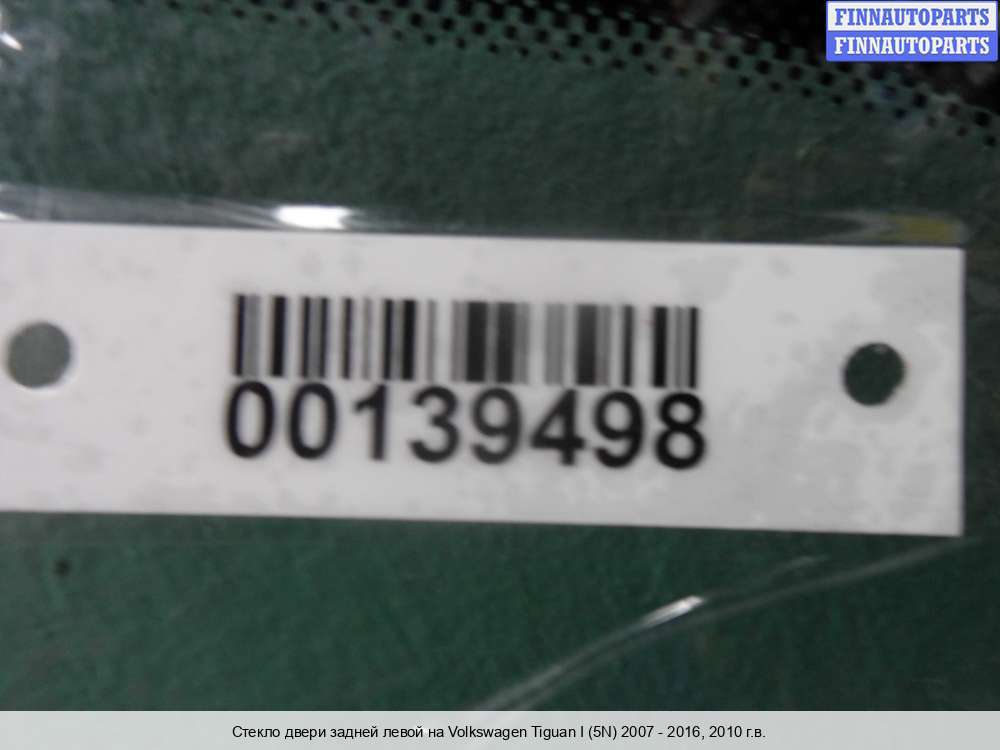 FINNAUTOPARTS
FINNAUTOPARTS
00139498
Стекло двери задней левой на Volkswagen Tiguan I (5N) 2007 - 2016, 2010 г.в.